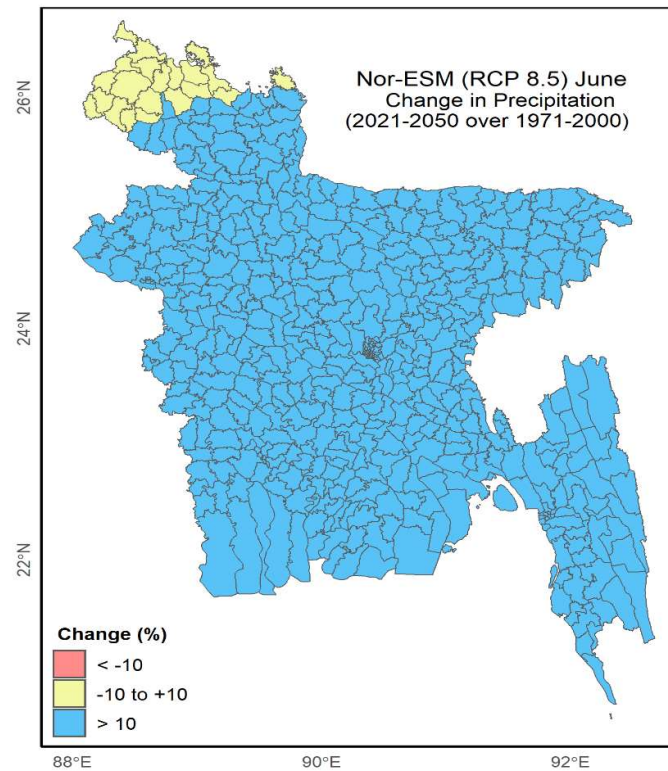 Nor-ESM (RCP 8.5) June
Change in Precipitation
(2021-2050 over 1971-2000)
26°N
24°N
22°N
Change (%)
< -10
-10 to +10
> 10
88°E
90°E
92°E